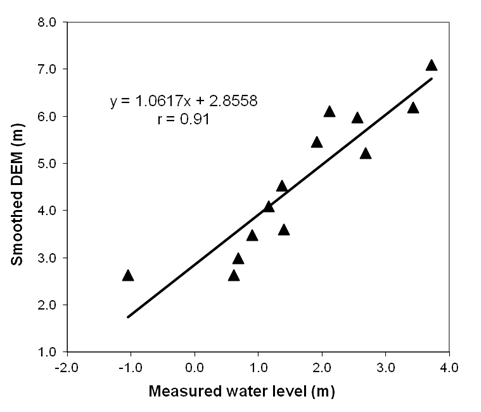 8.0
7.0
y = 1.0617x + 2.8558
r = 0.91
6.0
5.0
4.0
3.0
2.0
1.0
Smoothed DEM (m)
-2.0 -1.0 0.0 1.0 2.0 3.0 4.0
Measured water level (m)